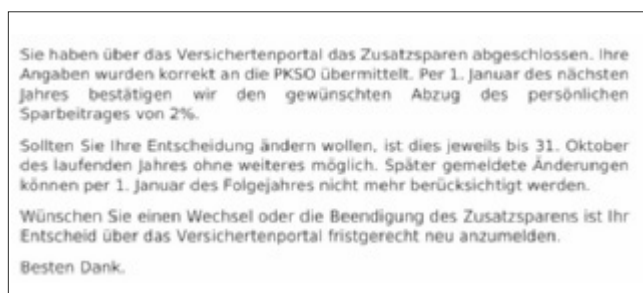 Sie haben über das Versichertenportal das Zusatzsparen abgeschlossen. Ihre
Angaben wurden korrekt an die PKSO übermittelt. Per 1. Januar des nächsten
Jahres bestätigen wir den gewünschten Abzug des persönlichen
Sparbeitrages von 2%.
Sollten Sie Ihre Entscheidung ändern wollen, ist dies jeweils bis 31. Oktober
des laufenden Jahres ohne weiteres möglich. Später gemeldete Änderungen
können per 1. Januar des Folgejahres nicht mehr berücksichtigt werden.
Wünschen Sie einen Wechsel oder die Beendigung des Zusatzsparens ist Ihr
Entscheid über das Versichertenportal fristgerecht neu anzumelden.
Besten Dank.